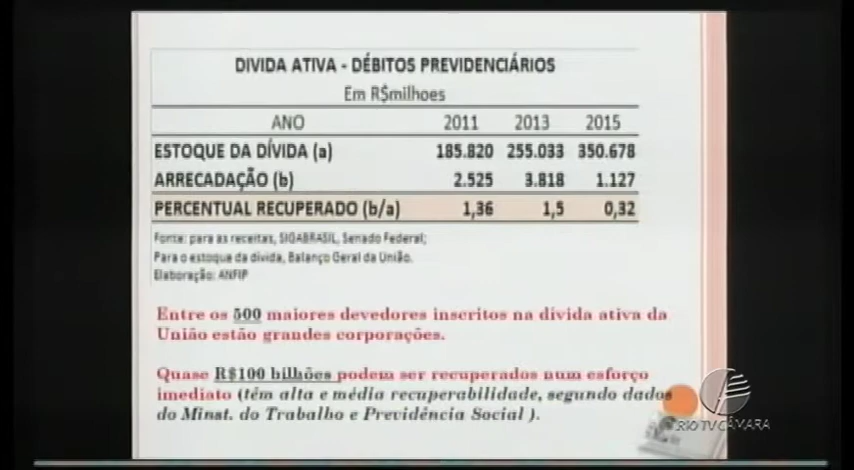 DIVIDA ATIVA - DÉBITOS PREVIDENCIÁRIOS
Em R$milhoes
ANO 2011 2013 2015
ESTOQUE DA DÍVIDA (a) 185.820 255.033 350.678
ARRECADAÇÃO (b) 2.525 3.818 1.127
PERCENTUAL RECUPERADO (b/a) 1,36 1,5 0,32
Fonte: para as receitas, SIGABRASIL, Senado Federal;
Para o estoque da dívida, Balanço Geral da União.
Elaboração: ANFIP
Entre os 500 maiores devedores inscritos na dívida ativa da
União estão grandes corporações.
Quase R$100 bilhões podem ser recuperados num esforço
imediato (têm alta e média recuperabilidade, segundo dados
do Minst. do Trabalho e Previdência Social ).
RIO TV CÂMARA